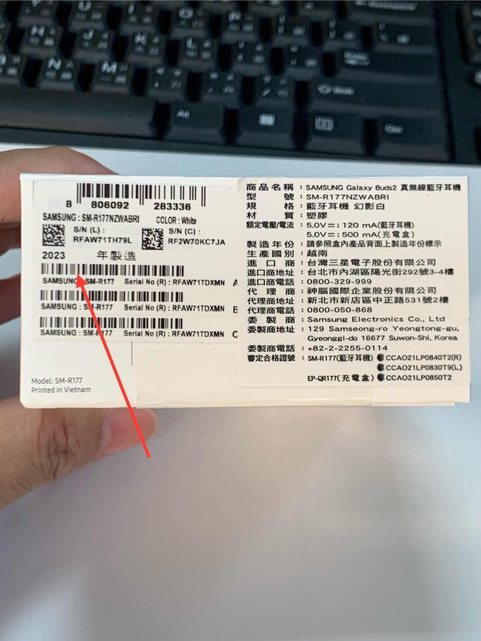 8 806092 283336
SAMSUNG : SM-R177NZWABRI COLOR : White
S/N (L) :
RFAW71TH79L
S/N (C) :
RF2W70KC7JA
2023 年製造
SAMSUNG : SM-R177 Serial No (R) : RFAW71TDXMN A
SAMSUNG : SM-R177 Serial No (R) : RFAW71TDXMN B
SAMSUNG : SM-R177 Serial No (R) : RFAW71TDXMN C
Model: SM-R177
Printed in Vietnam
商品名稱 : SAMSUNG Galaxy Buds2 真無線藍牙耳機
型號 : SM-R177NZWABRI
規格 : 藍牙耳機 幻影白
材質 : 塑膠
額定電壓/電流 : 5.0V⎓: 120 mA(藍牙耳機)
5.0V⎓: 500 mA(充電盒)
製造年份 : 請參照盒內產品背面上製造年份標示
生產國別 : 越南
進口商 : 台灣三星電子股份有限公司
進口商地址 : 台北市內湖區陽光街292號3-4樓
進口商電話 : 0800-329-999
代理商 : 神腦國際企業股份有限公司
代理商地址 : 新北市新店區中正路531號2樓
代理商電話 : 0800-050-868
委製商 : Samsung Electronics Co., Ltd
委製商地址 : 129 Samseong-ro Yeongtong-gu,
Gyeonggi-do 16677 Suwon-Shi, Korea
委製商電話 : +82-2-2255-0114
審定合格證號 : SM-R177(藍牙耳機) CCAO21LP0840T2(R)
CCAO21LP0830T9(L)
EP-QR177(充電盒) CCAO21LP0850T2